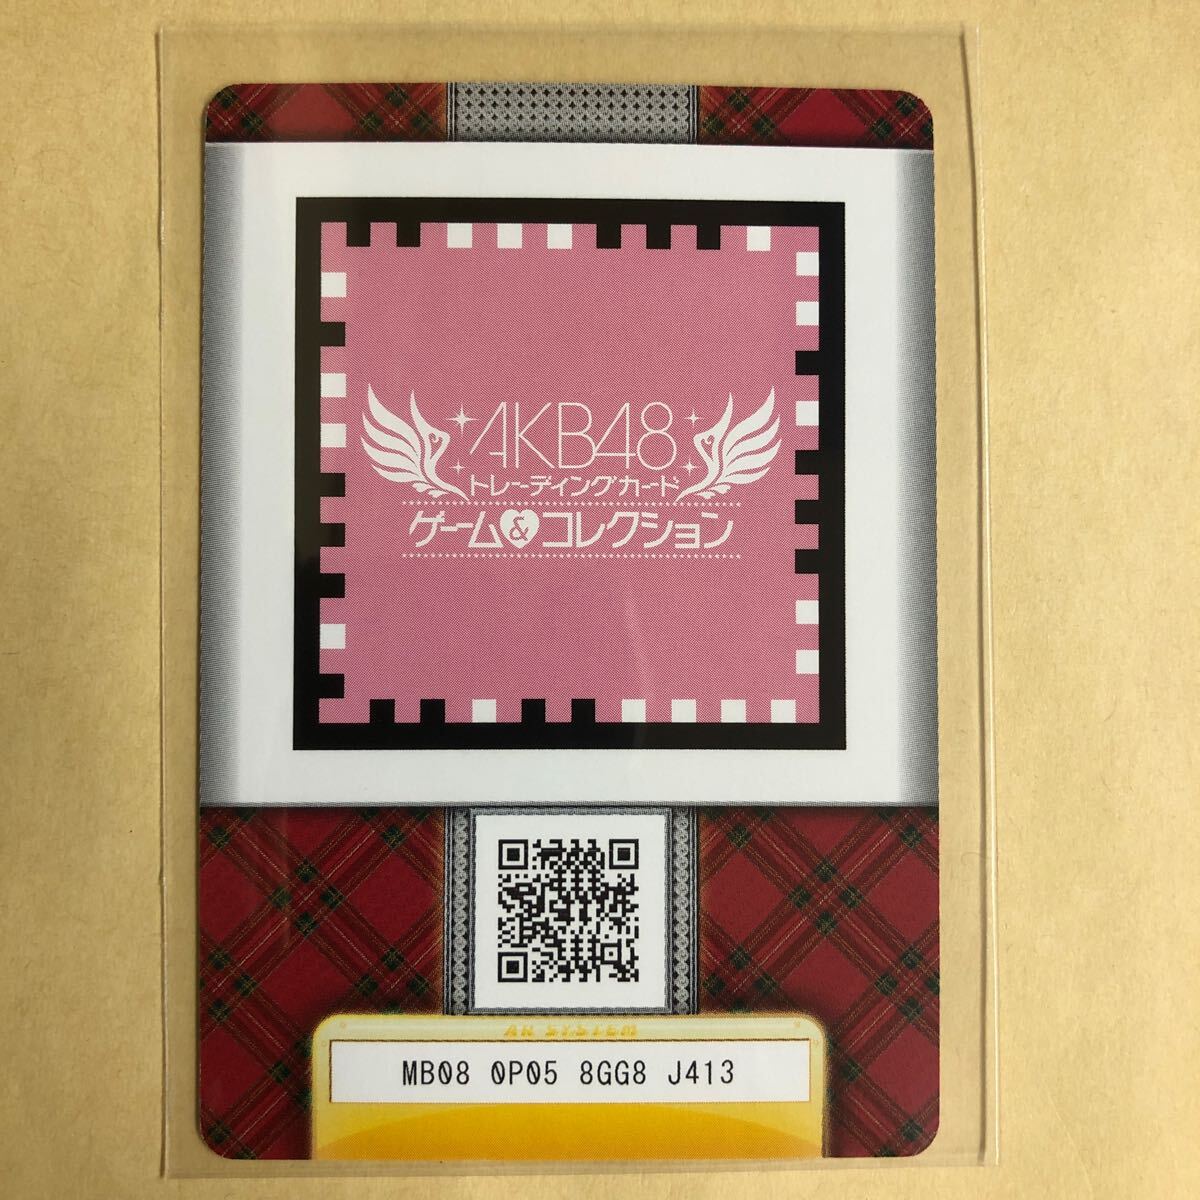 AKB48
トレーディングカード
ゲーム&コレクション
AR SYSTEM
MB08 0P05 8GG8 J413